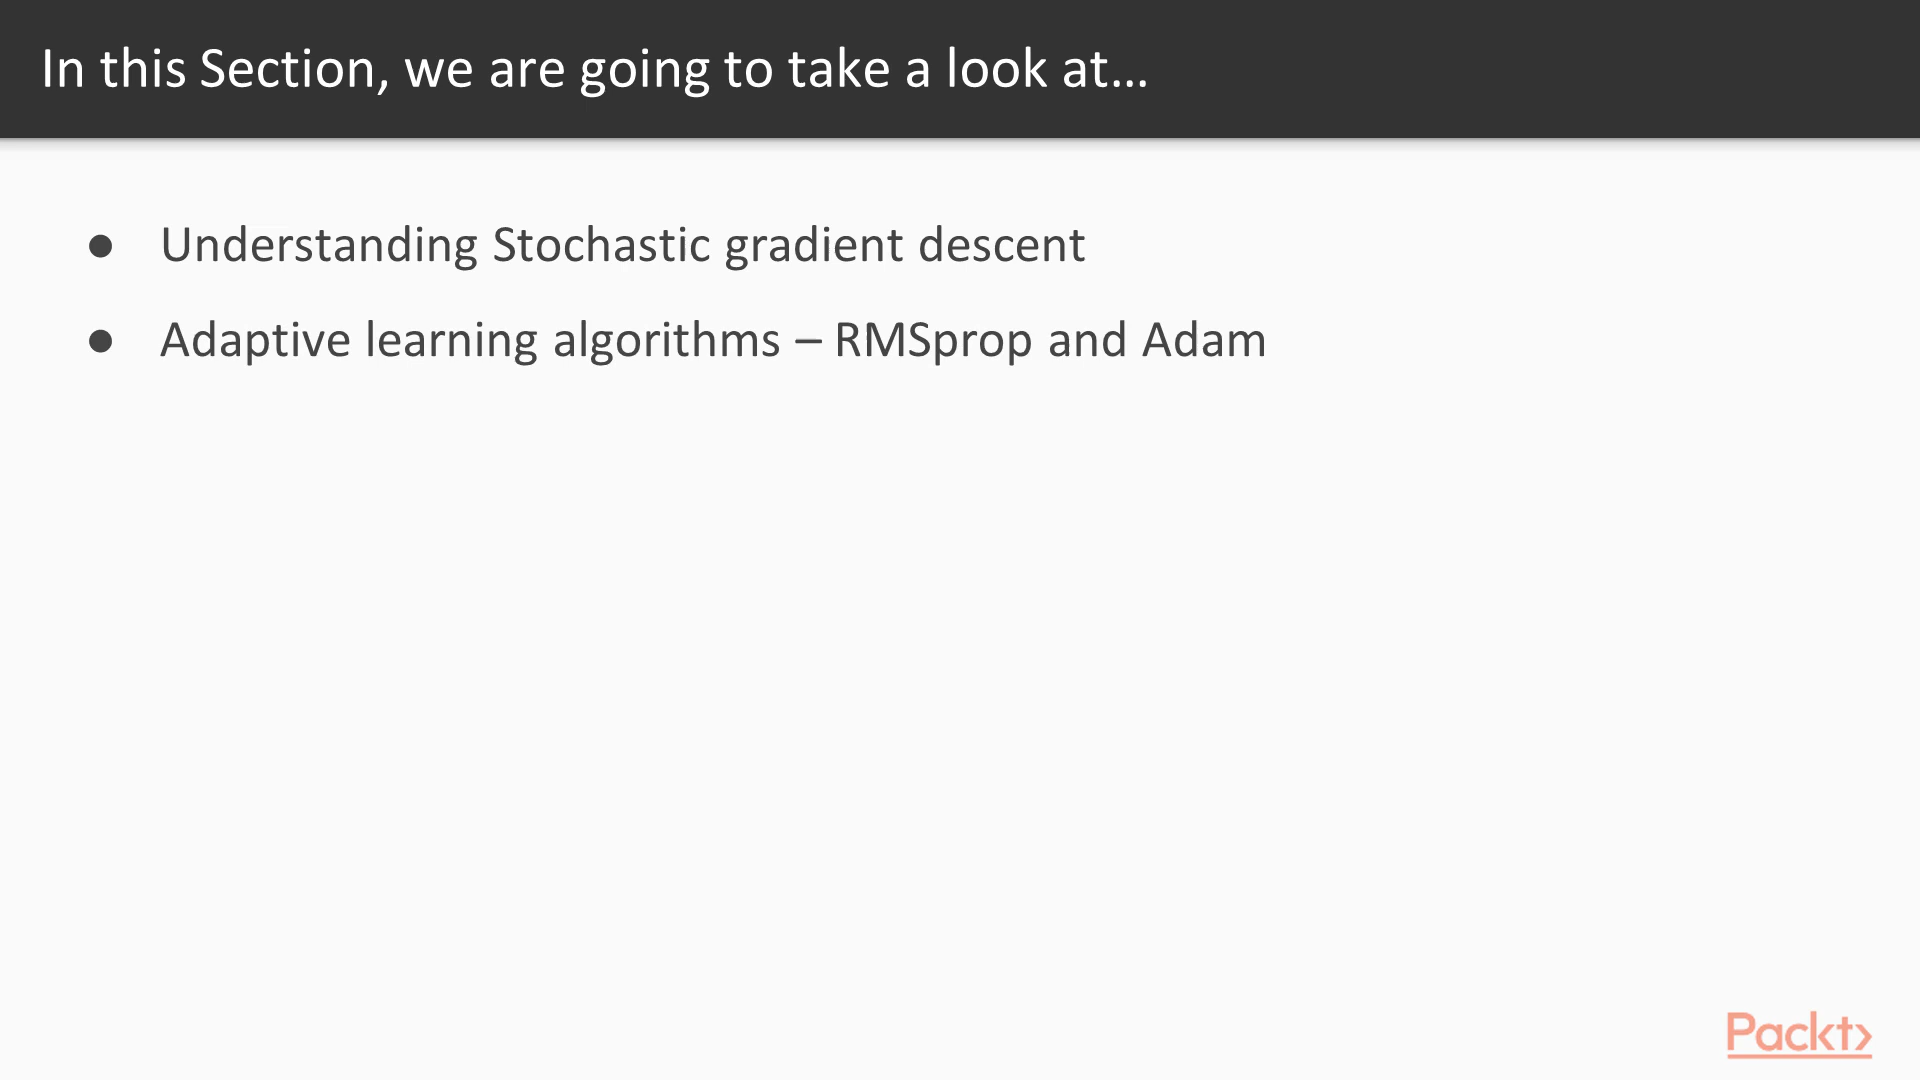 In this Section, we are going to take a look at…
● Understanding Stochastic gradient descent
● Adaptive learning algorithms – RMSprop and Adam
Packt>